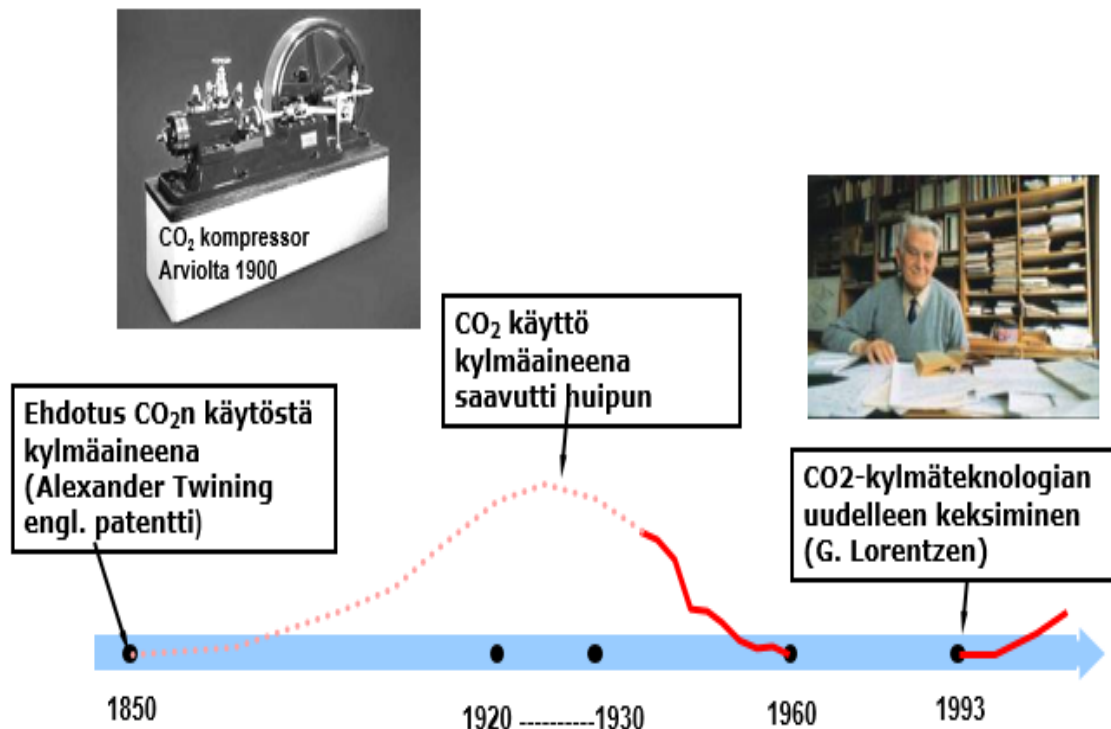 CO₂ kompressor
Arviolta 1900
CO₂ käyttö
kylmäaineena
saavutti huipun
Ehdotus CO₂n käytöstä
kylmäaineena
(Alexander Twining
engl. patentti)
CO2-kylmäteknologian
uudelleen keksiminen
(G. Lorentzen)
1850
1920 ----------1930
1960
1993